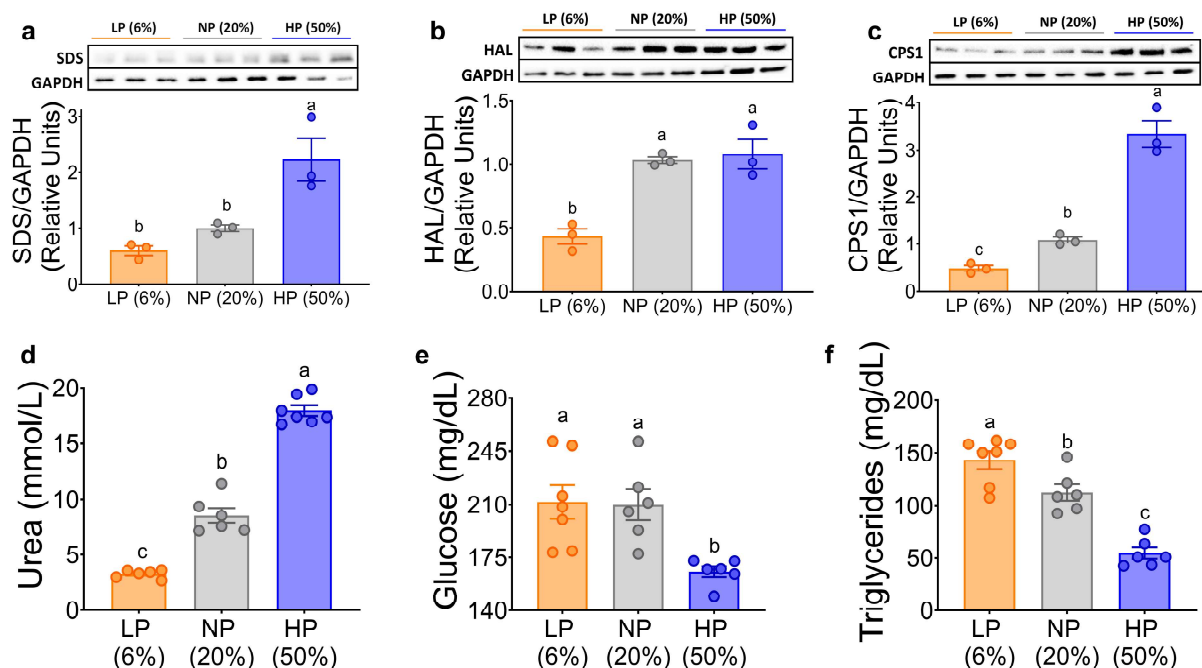 a
LP (6%) NP (20%) HP (50%)
SDS
GAPDH
SDS/GAPDH
(Relative Units)
3
2
1
0
b
b
a
LP (6%) NP (20%) HP (50%)
b
LP (6%) NP (20%) HP (50%)
HAL
GAPDH
HAL/GAPDH
(Relative Units)
1.5
1.0
0.5
0.0
b
a
a
LP (6%) NP (20%) HP (50%)
c
LP (6%) NP (20%) HP (50%)
CPS1
GAPDH
CPS1/GAPDH
(Relative Units)
4
3
2
1
0
c
b
a
LP (6%) NP (20%) HP (50%)
d
Urea (mmol/L)
20
15
10
5
0
c
b
a
LP NP HP
(6%) (20%) (50%)
e
Glucose (mg/dL)
280
245
210
175
140
a
a
b
LP NP HP
(6%) (20%) (50%)
f
Triglycerides (mg/dL)
200
150
100
50
0
a
b
c
LP NP HP
(6%) (20%) (50%)